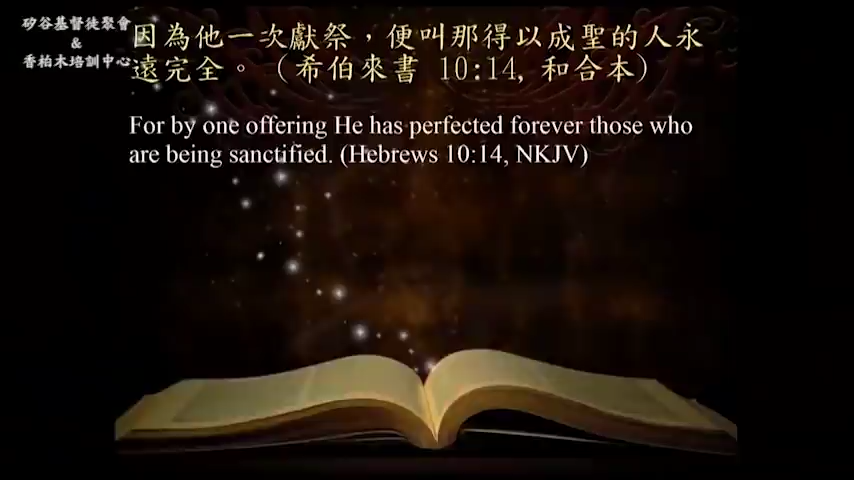 矽谷基督徒聚會
&
香柏木培訓中心
因為他一次獻祭，便叫那得以成聖的人永
遠完全。（希伯來書 10:14, 和合本）
For by one offering He has perfected forever those who
are being sanctified. (Hebrews 10:14, NKJV)